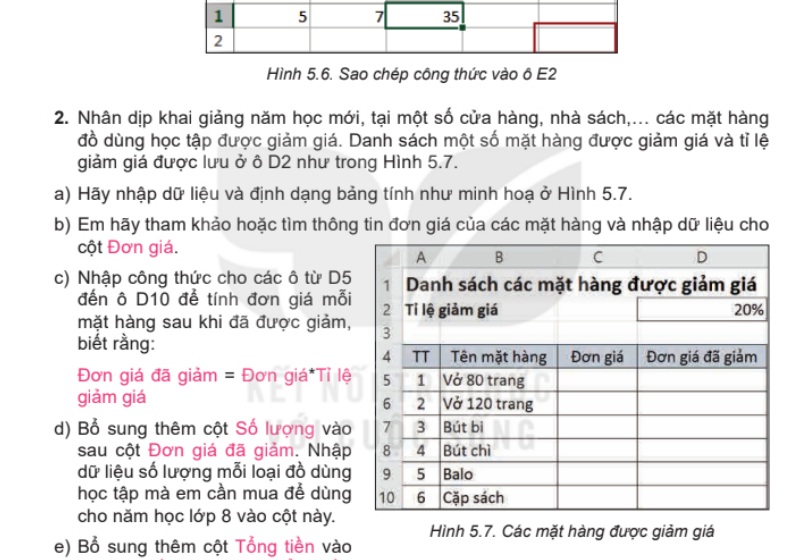 1 5 7 35
2
Hình 5.6. Sao chép công thức vào ô E2
2. Nhân dịp khai giảng năm học mới, tại một số cửa hàng, nhà sách,... các mặt hàng
đồ dùng học tập được giảm giá. Danh sách một số mặt hàng được giảm giá và tỉ lệ
giảm giá được lưu ở ô D2 như trong Hình 5.7.
a) Hãy nhập dữ liệu và định dạng bảng tính như minh hoạ ở Hình 5.7.
b) Em hãy tham khảo hoặc tìm thông tin đơn giá của các mặt hàng và nhập dữ liệu cho
cột Đơn giá.
c) Nhập công thức cho các ô từ D5
đến ô D10 để tính đơn giá mỗi
mặt hàng sau khi đã được giảm,
biết rằng:
Đơn giá đã giảm = Đơn giá*Tỉ lệ
giảm giá
d) Bổ sung thêm cột Số lượng vào
sau cột Đơn giá đã giảm. Nhập
dữ liệu số lượng mỗi loại đồ dùng
học tập mà em cần mua để dùng
cho năm học lớp 8 vào cột này.
e) Bổ sung thêm cột Tổng tiền vào
A B C D
1 Danh sách các mặt hàng được giảm giá
2 Tỉ lệ giảm giá 20%
3
4 TT Tên mặt hàng Đơn giá Đơn giá đã giảm
5 1 Vở 80 trang
6 2 Vở 120 trang
7 3 Bút bi
8 4 Bút chì
9 5 Balo
10 6 Cặp sách
Hình 5.7. Các mặt hàng được giảm giá
KẾT NỐI TRI THỨC
VỚI CUỘC SỐNG